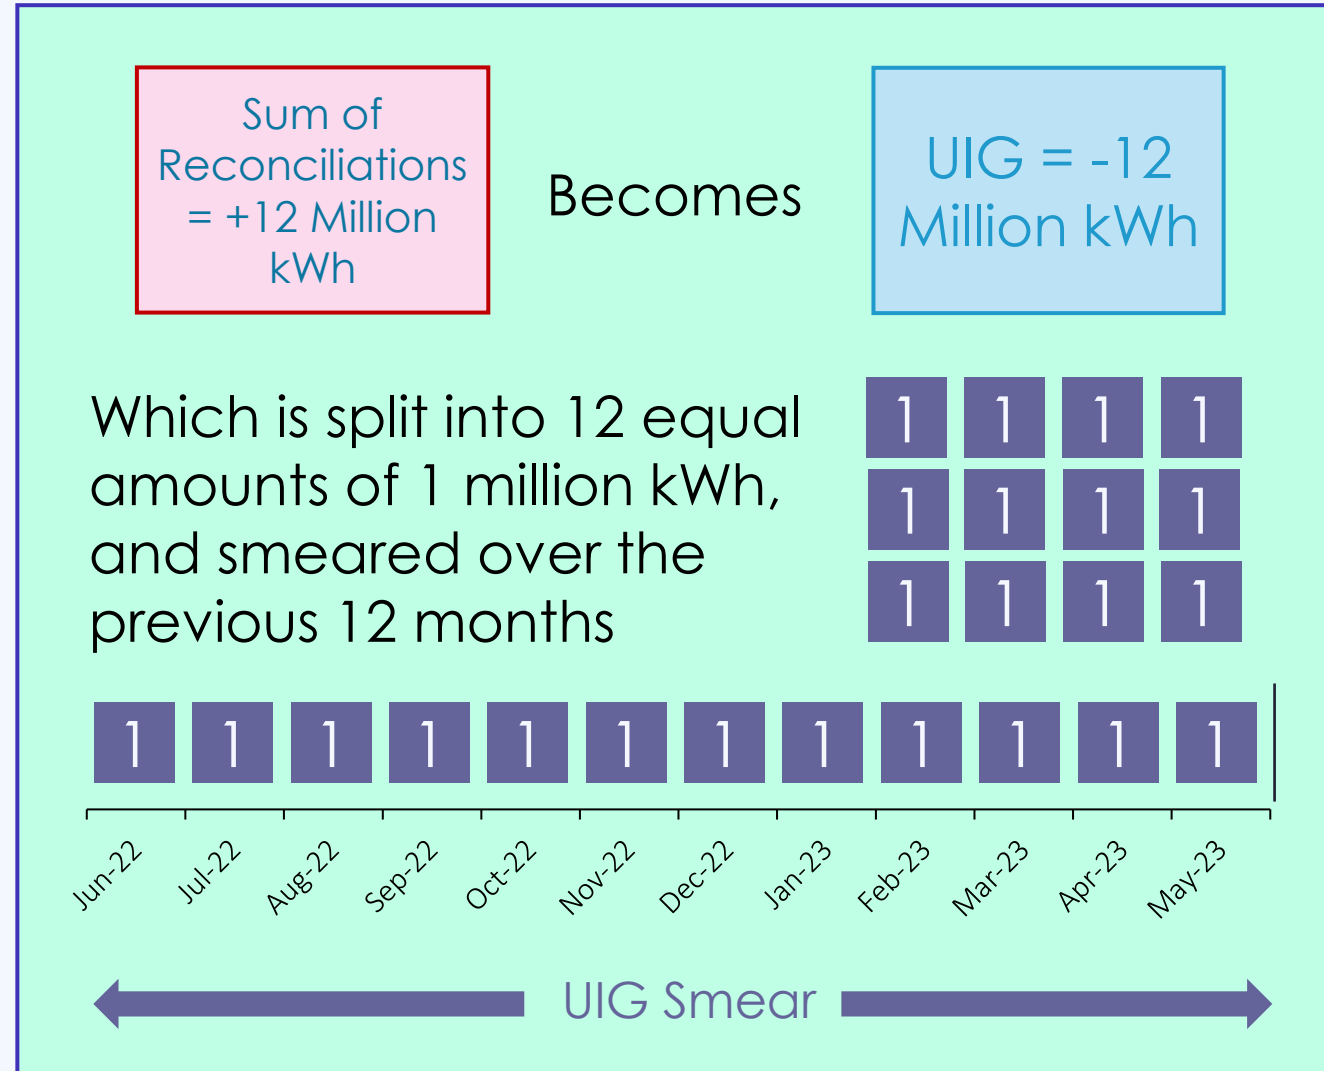 Sum of
Reconciliations
= +12 Million
kWh
Becomes
UIG = -12
Million kWh
Which is split into 12 equal
amounts of 1 million kWh,
and smeared over the
previous 12 months
1 1 1 1
1 1 1 1
1 1 1 1
1 1 1 1 1 1 1 1 1 1 1 1
Jun-22 Jul-22 Aug-22 Sep-22 Oct-22 Nov-22 Dec-22 Jan-23 Feb-23 Mar-23 Apr-23 May-23
UIG Smear